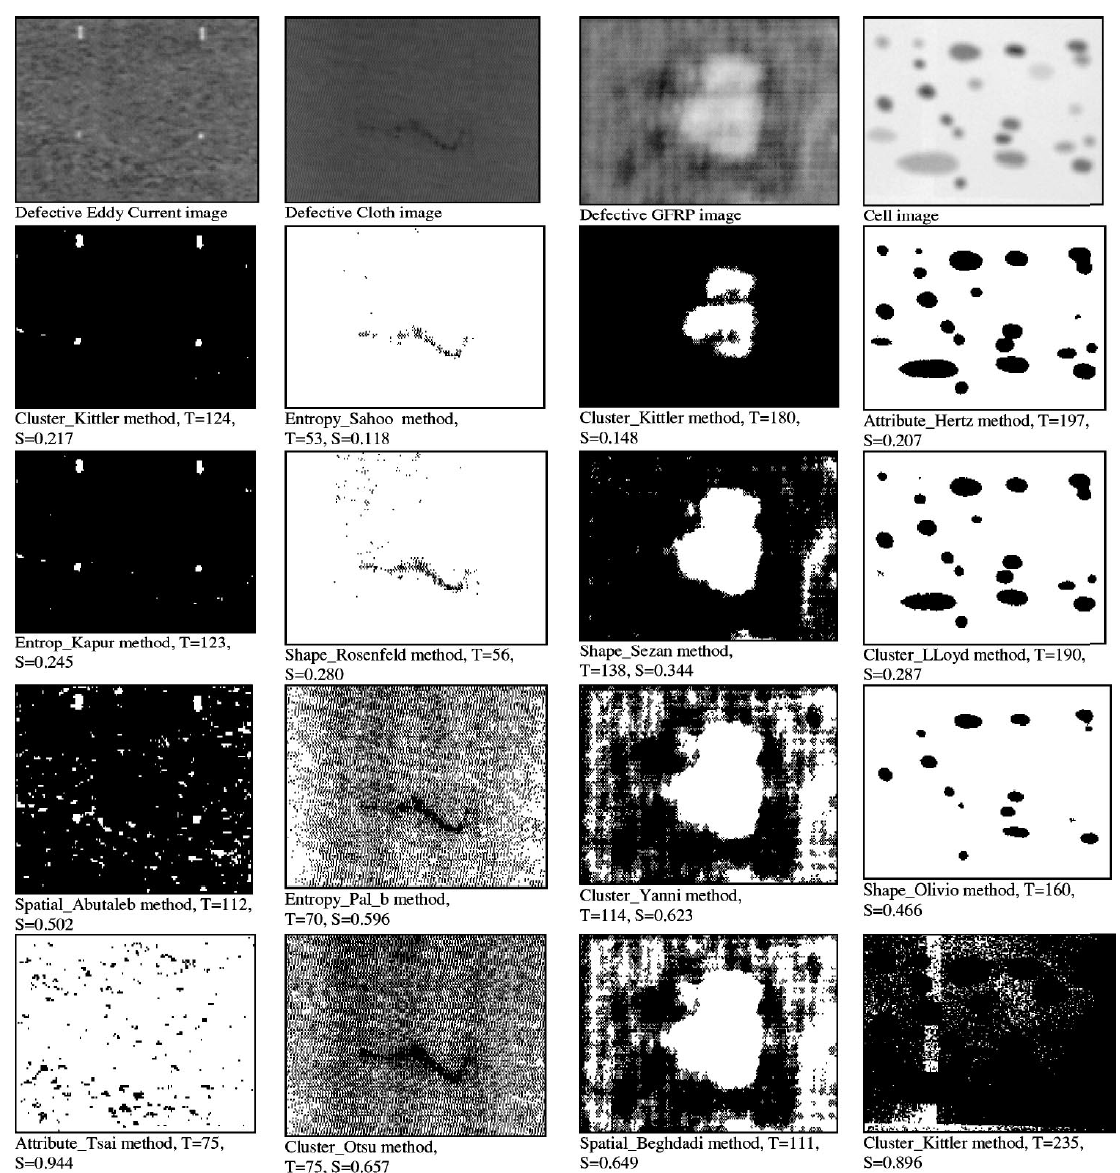 Defective Eddy Current image
Defective Cloth image
Defective GFRP image
Cell image
Cluster_Kittler method, T=124,
S=0.217
Entropy_Sahoo method,
T=53, S=0.118
Cluster_Kittler method, T=180,
S=0.148
Attribute_Hertz method, T=197,
S=0.207
Entrop_Kapur method, T=123,
S=0.245
Shape_Rosenfeld method, T=56,
S=0.280
Shape_Sezan method,
T=138, S=0.344
Cluster_LLoyd method, T=190,
S=0.287
Spatial_Abutaleb method, T=112,
S=0.502
Entropy_Pal_b method,
T=70, S=0.596
Cluster_Yanni method,
T=114, S=0.623
Shape_Olivio method, T=160,
S=0.466
Attribute_Tsai method, T=75,
S=0.944
Cluster_Otsu method,
T=75, S=0.657
Spatial_Beghdadi method, T=111,
S=0.649
Cluster_Kittler method, T=235,
S=0.896